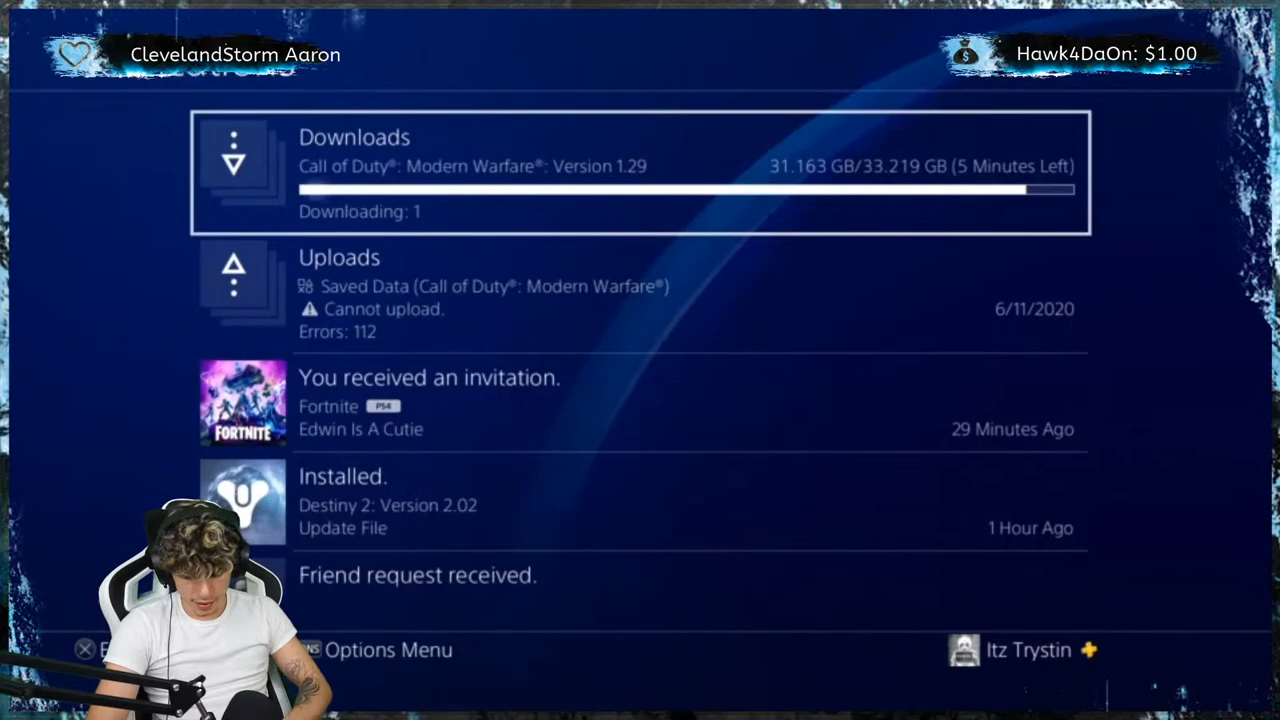 ClevelandStorm Aaron
Hawk4DaOn: $1.00
Downloads
Call of Duty®: Modern Warfare®: Version 1.29
31.163 GB/33.219 GB (5 Minutes Left)
Downloading: 1
Uploads
Saved Data (Call of Duty®: Modern Warfare®)
Cannot upload.
6/11/2020
Errors: 112
You received an invitation.
Fortnite PS4
Edwin Is A Cutie
29 Minutes Ago
FORTNITE
Installed.
Destiny 2: Version 2.02
Update File
1 Hour Ago
Friend request received.
Options Menu
Itz Trystin